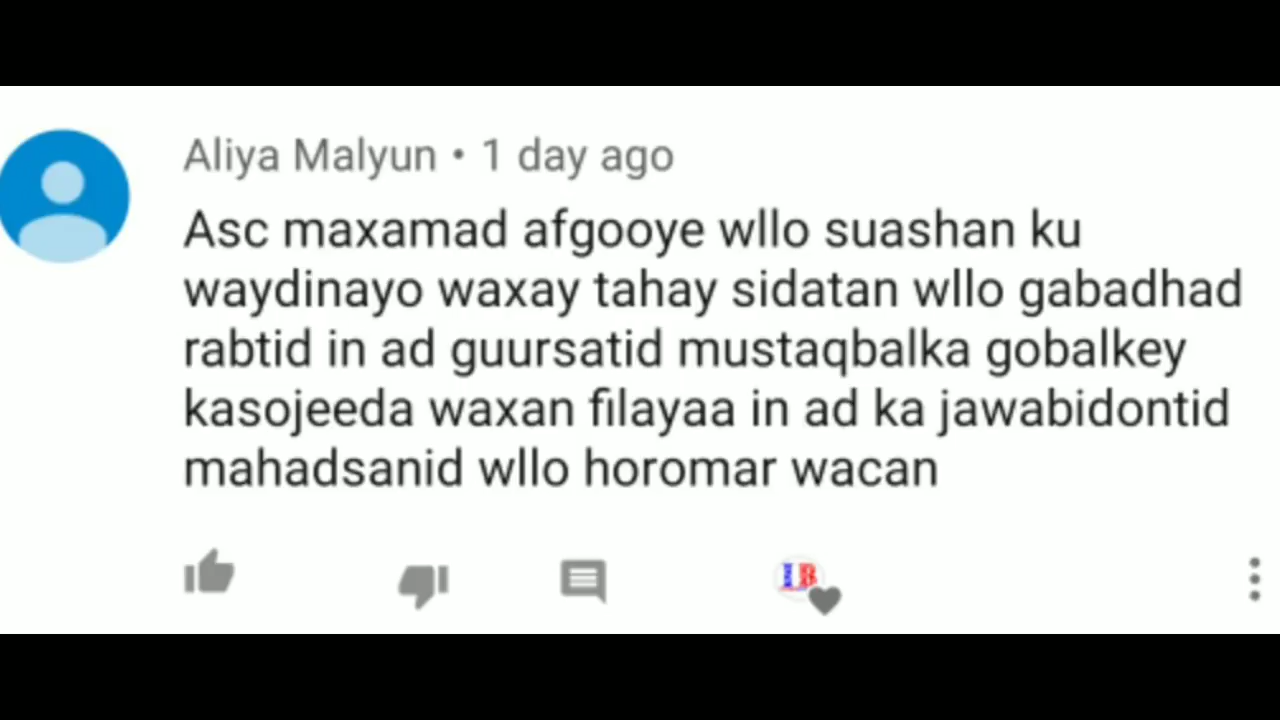 Aliya Malyun • 1 day ago
Asc maxamad afgooye wllo suashan ku
waydinayo waxay tahay sidatan wllo gabadhad
rabtid in ad guursatid mustaqbalka gobalkey
kasojeeda waxan filayaa in ad ka jawabidontid
mahadsanid wllo horomar wacan
IB